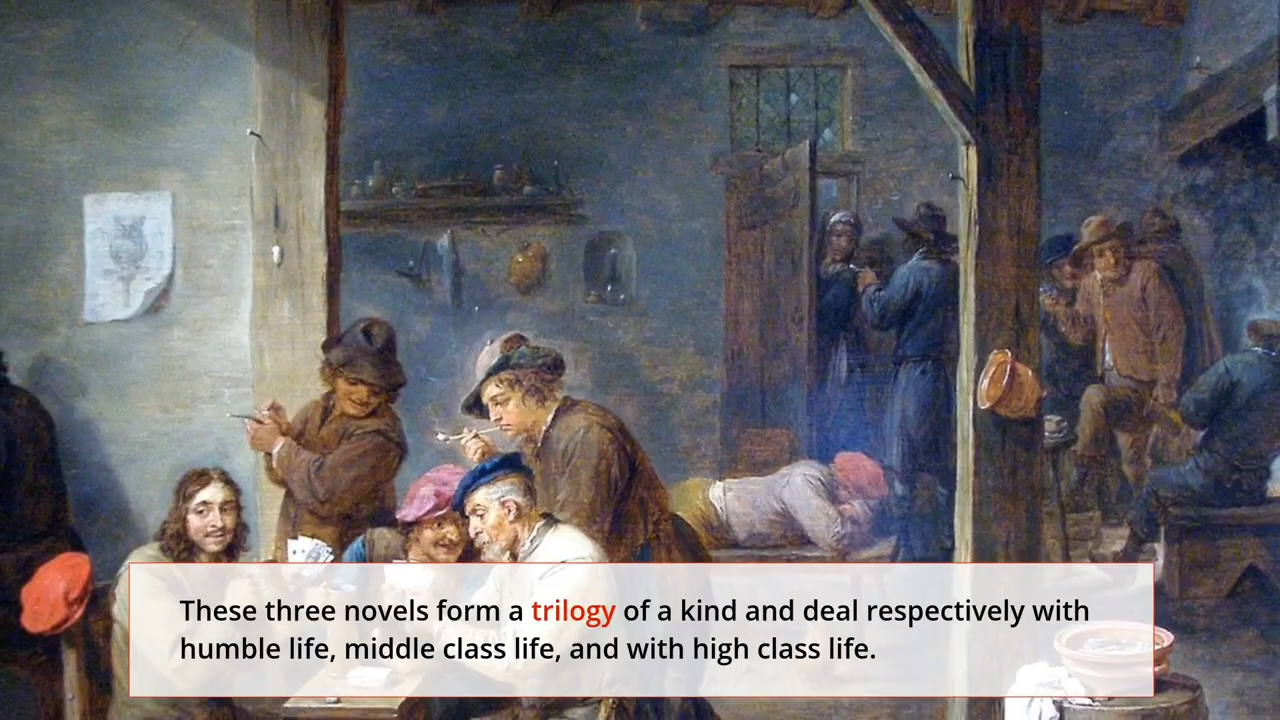 These three novels form a trilogy of a kind and deal respectively with
humble life, middle class life, and with high class life.